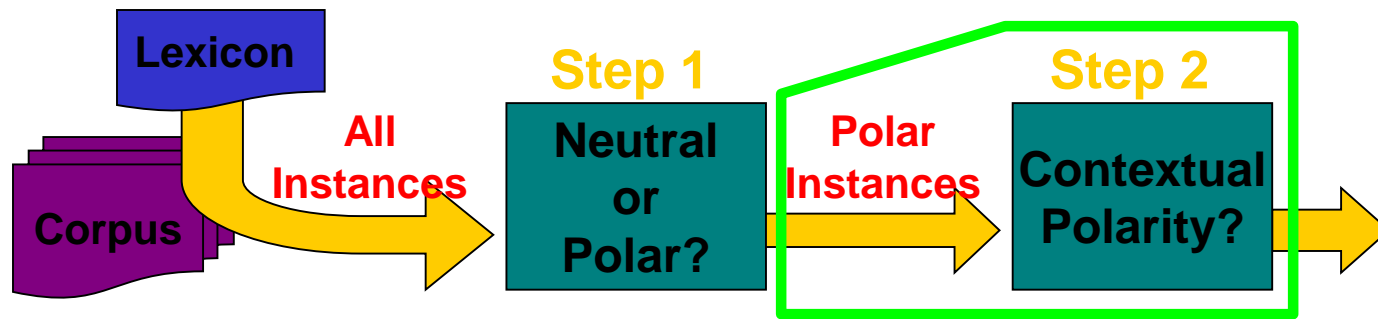 Lexicon
Corpus
All
Instances
Step 1
Neutral
or
Polar?
Polar
Instances
Step 2
Contextual
Polarity?